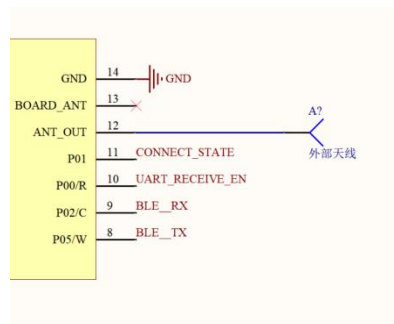 GND 14 GND
BOARD_ANT 13
A?
ANT_OUT 12
外部天线
P01 11 CONNECT_STATE
P00/R 10 UART_RECEIVE_EN
P02/C 9 BLE__RX
P05/W 8 BLE__TX